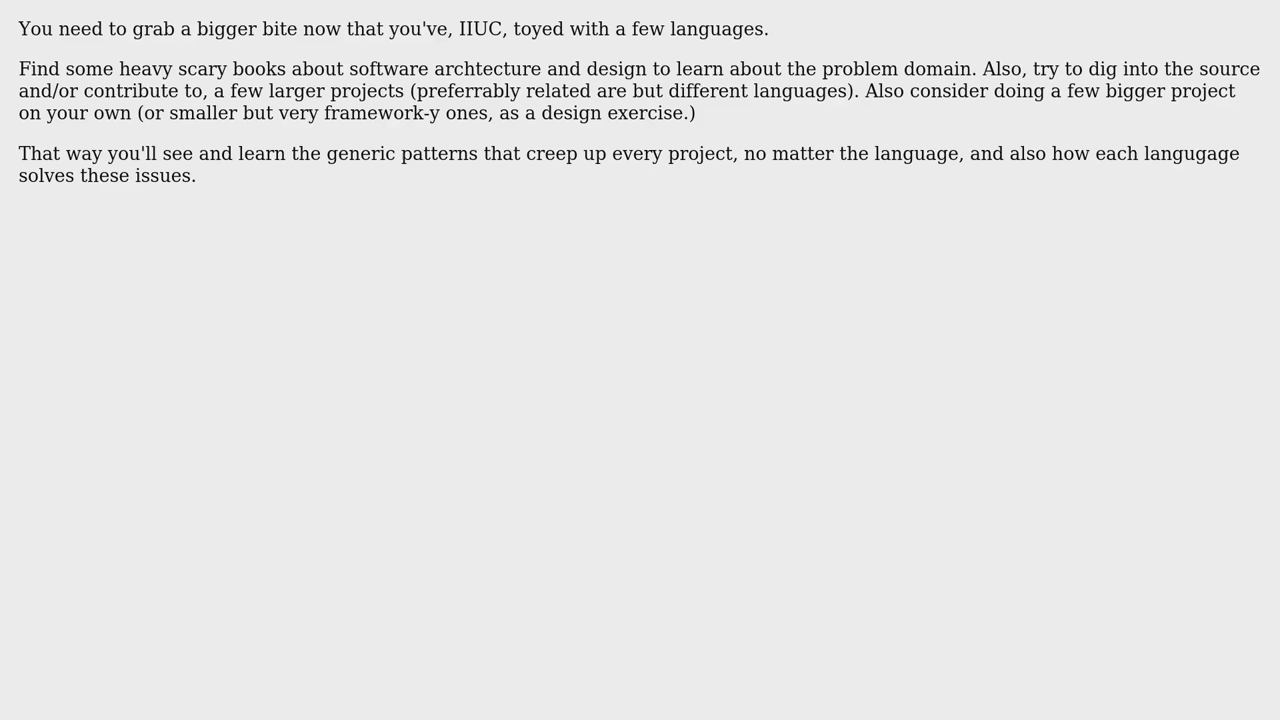 You need to grab a bigger bite now that you've, IIUC, toyed with a few languages.
Find some heavy scary books about software archtecture and design to learn about the problem domain. Also, try to dig into the source
and/or contribute to, a few larger projects (preferrably related are but different languages). Also consider doing a few bigger project
on your own (or smaller but very framework-y ones, as a design exercise.)
That way you'll see and learn the generic patterns that creep up every project, no matter the language, and also how each langugage
solves these issues.